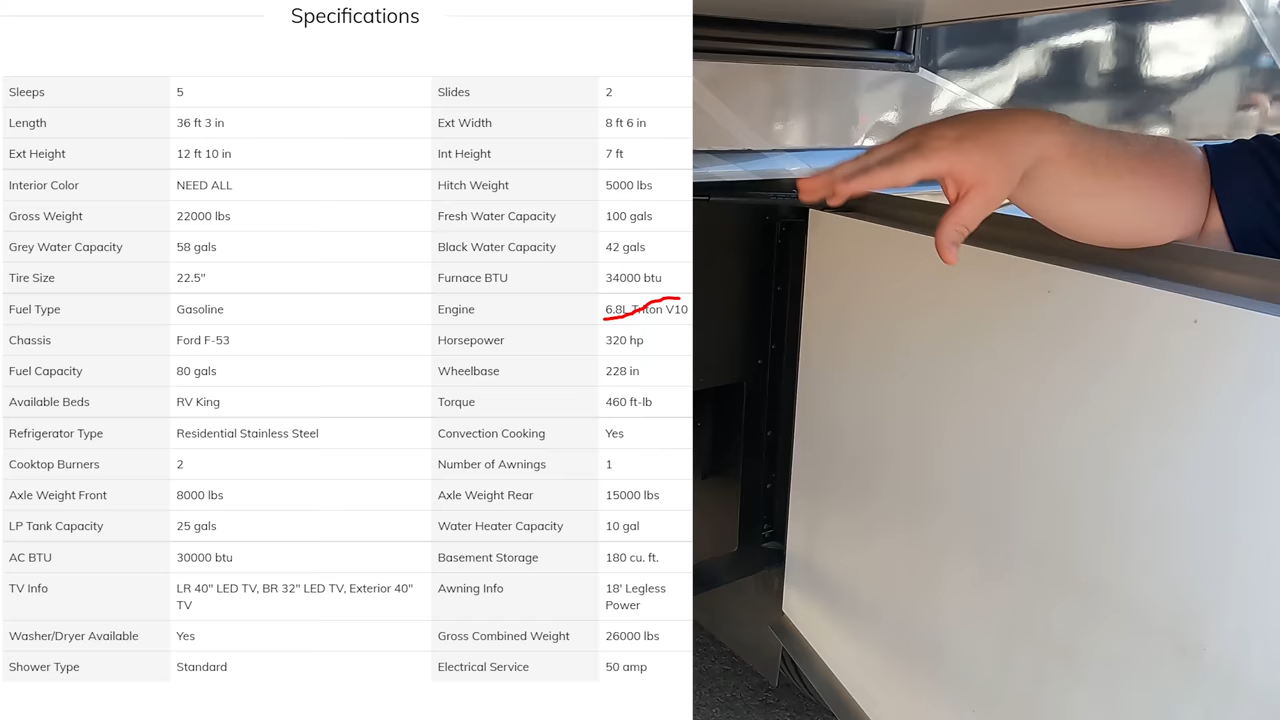 Specifications
Sleeps 5 Slides 2
Length 36 ft 3 in Ext Width 8 ft 6 in
Ext Height 12 ft 10 in Int Height 7 ft
Interior Color NEED ALL Hitch Weight 5000 lbs
Gross Weight 22000 lbs Fresh Water Capacity 100 gals
Grey Water Capacity 58 gals Black Water Capacity 42 gals
Tire Size 22.5" Furnace BTU 34000 btu
Fuel Type Gasoline Engine 6.8L Triton V10
Chassis Ford F-53 Horsepower 320 hp
Fuel Capacity 80 gals Wheelbase 228 in
Available Beds RV King Torque 460 ft-lb
Refrigerator Type Residential Stainless Steel Convection Cooking Yes
Cooktop Burners 2 Number of Awnings 1
Axle Weight Front 8000 lbs Axle Weight Rear 15000 lbs
LP Tank Capacity 25 gals Water Heater Capacity 10 gal
AC BTU 30000 btu Basement Storage 180 cu. ft.
TV Info LR 40" LED TV, BR 32" LED TV, Exterior 40" Awning Info 18' Legless
TV Power
Washer/Dryer Available Yes Gross Combined Weight 26000 lbs
Shower Type Standard Electrical Service 50 amp